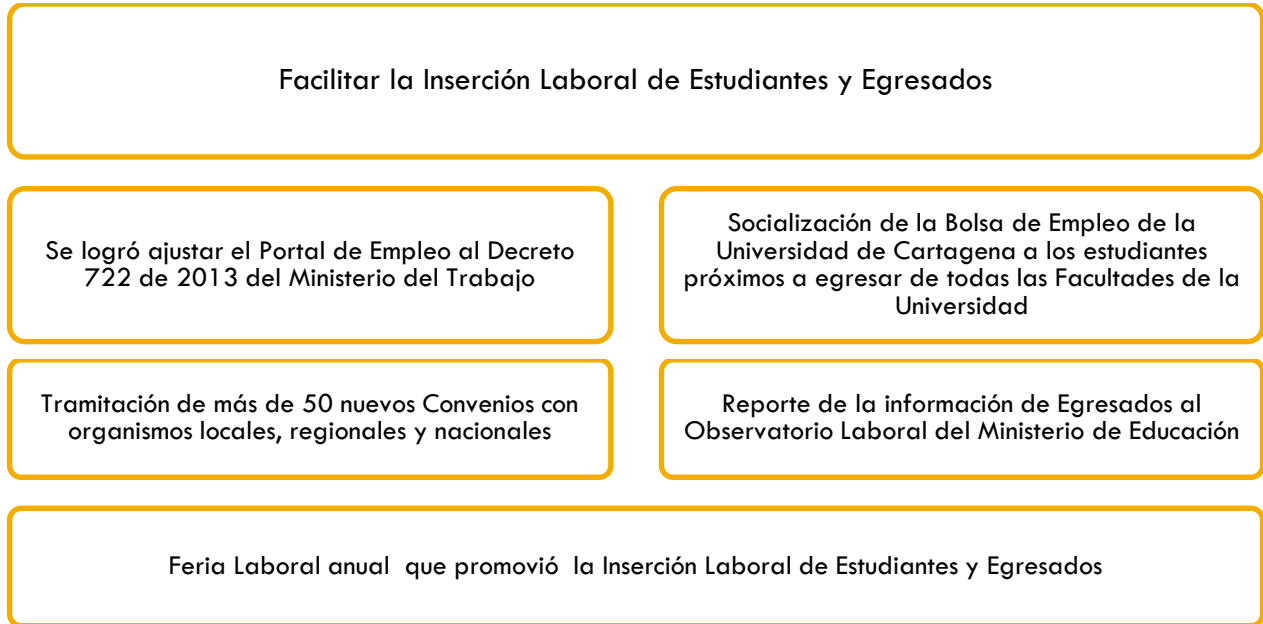 Facilitar la Inserción Laboral de Estudiantes y Egresados
Se logró ajustar el Portal de Empleo al Decreto
722 de 2013 del Ministerio del Trabajo
Socialización de la Bolsa de Empleo de la
Universidad de Cartagena a los estudiantes
próximos a egresar de todas las Facultades de la
Universidad
Tramitación de más de 50 nuevos Convenios con
organismos locales, regionales y nacionales
Reporte de la información de Egresados al
Observatorio Laboral del Ministerio de Educación
Feria Laboral anual  que promovió  la Inserción Laboral de Estudiantes y Egresados